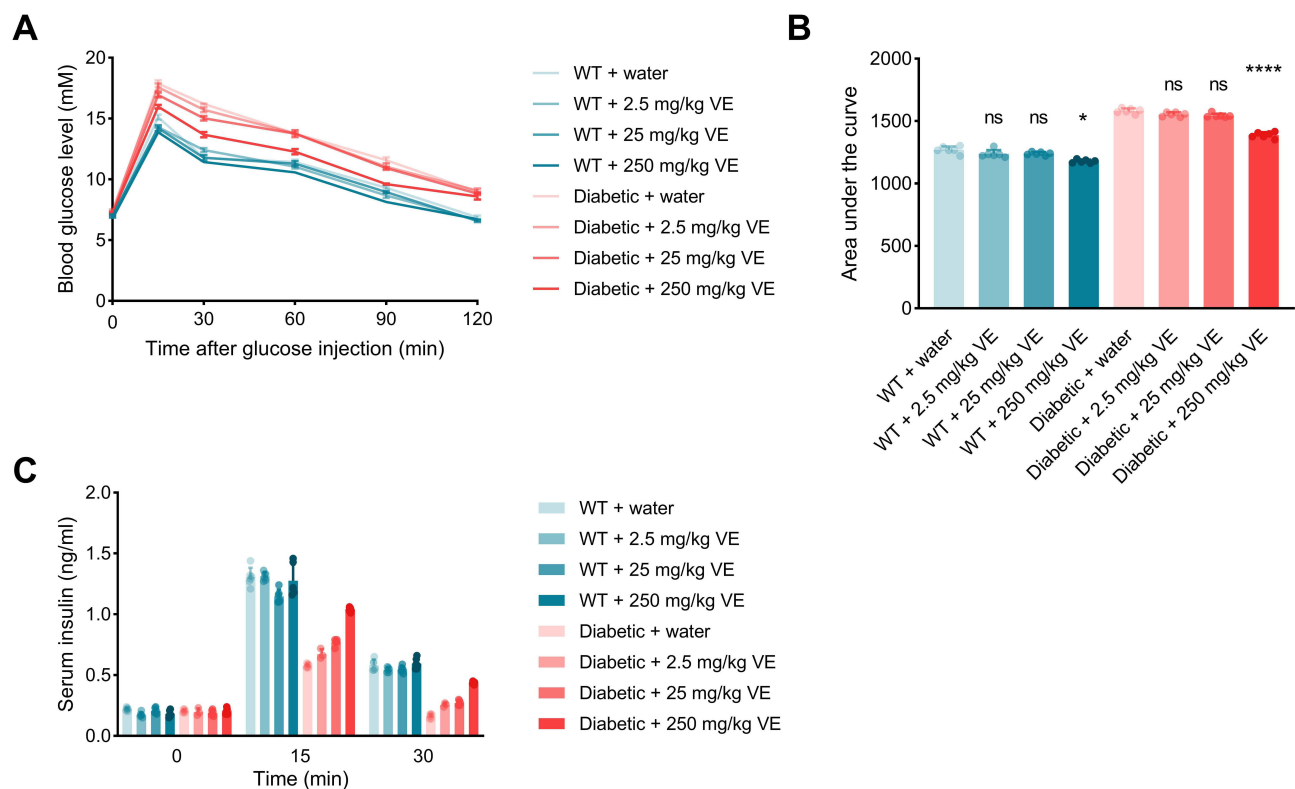 A
Blood glucose level (mM)
20
15
10
5
0
0 30 60 90 120
Time after glucose injection (min)
WT + water
WT + 2.5 mg/kg VE
WT + 25 mg/kg VE
WT + 250 mg/kg VE
Diabetic + water
Diabetic + 2.5 mg/kg VE
Diabetic + 25 mg/kg VE
Diabetic + 250 mg/kg VE
B
Area under the curve
2000
1500
1000
500
0
ns ns * ns ns ****
WT + water
WT + 2.5 mg/kg VE
WT + 25 mg/kg VE
WT + 250 mg/kg VE
Diabetic + water
Diabetic + 2.5 mg/kg VE
Diabetic + 25 mg/kg VE
Diabetic + 250 mg/kg VE
C
Serum insulin (ng/ml)
2.0
1.5
1.0
0.5
0.0
0 15 30
Time (min)
WT + water
WT + 2.5 mg/kg VE
WT + 25 mg/kg VE
WT + 250 mg/kg VE
Diabetic + water
Diabetic + 2.5 mg/kg VE
Diabetic + 25 mg/kg VE
Diabetic + 250 mg/kg VE